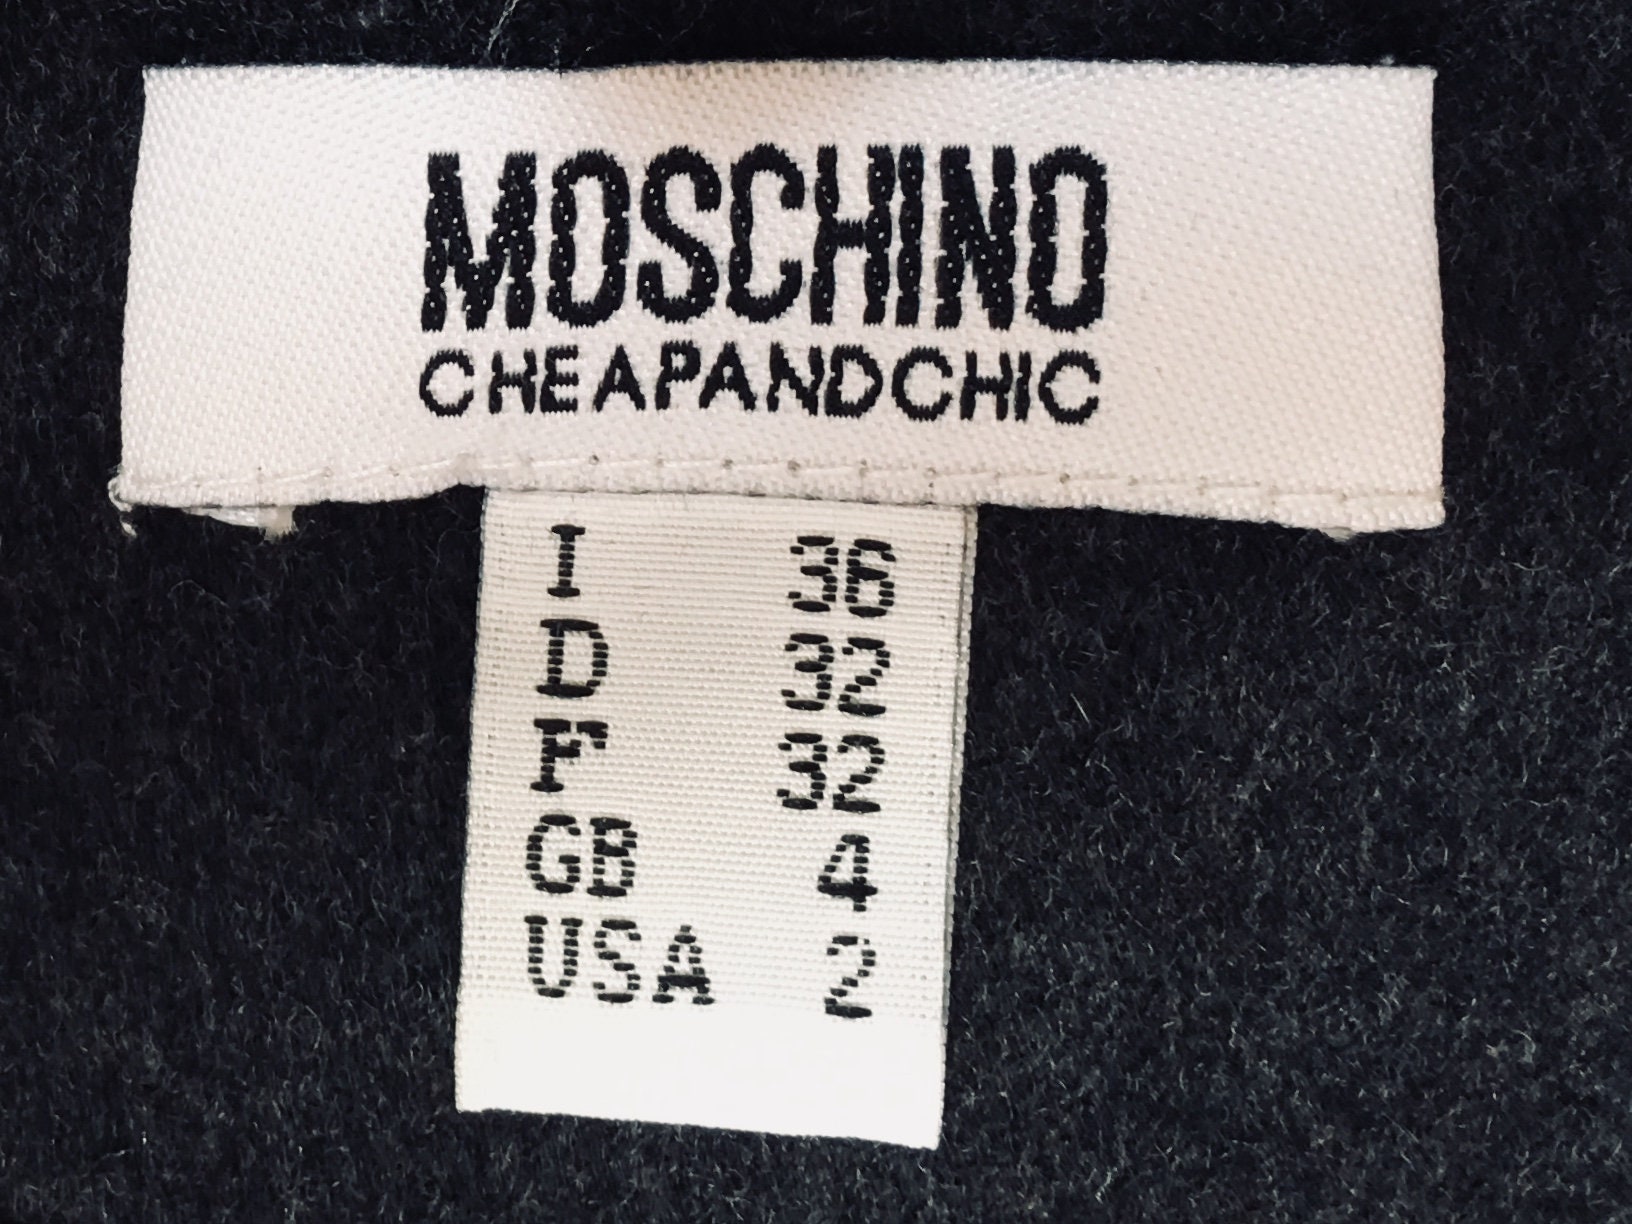 MOSCHINO
CHEAPANDCHIC
I 36
D 32
F 32
GB 4
USA 2